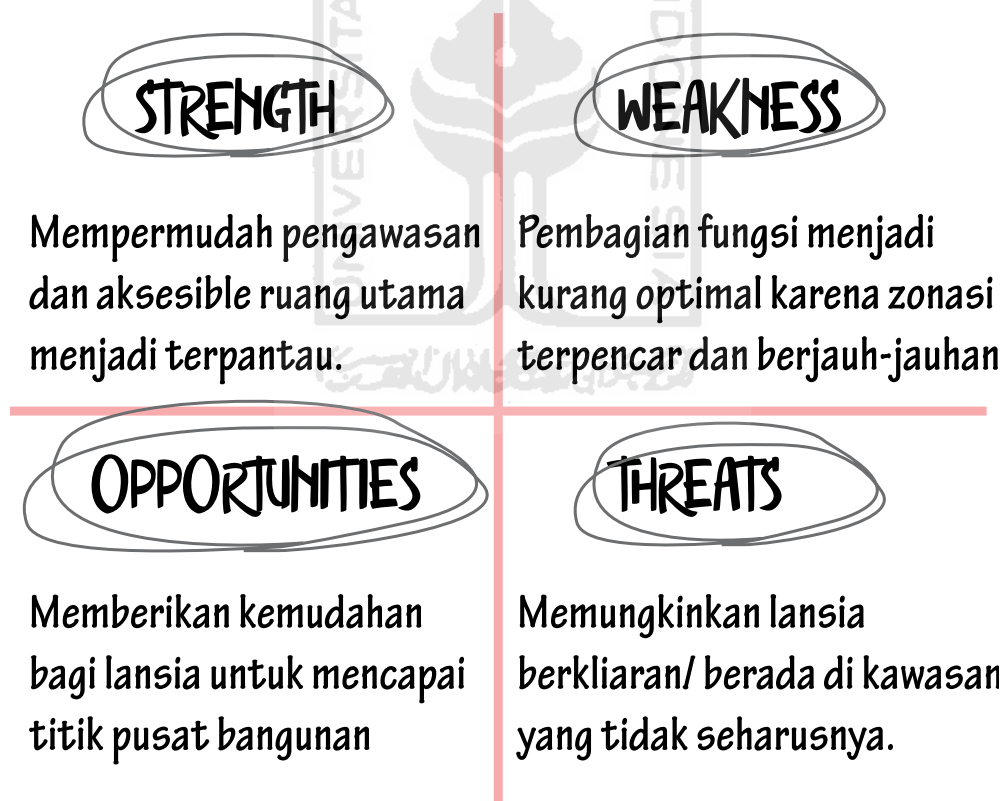 STRENGTH
Mempermudah pengawasan
dan aksesible ruang utama
menjadi terpantau.
WEAKNESS
Pembagian fungsi menjadi
kurang optimal karena zonasi
terpencar dan berjauh-jauhan
OPPORTUNITIES
Memberikan kemudahan
bagi lansia untuk mencapai
titik pusat bangunan
THREATS
Memungkinkan lansia
berkliaran/ berada di kawasan
yang tidak seharusnya.